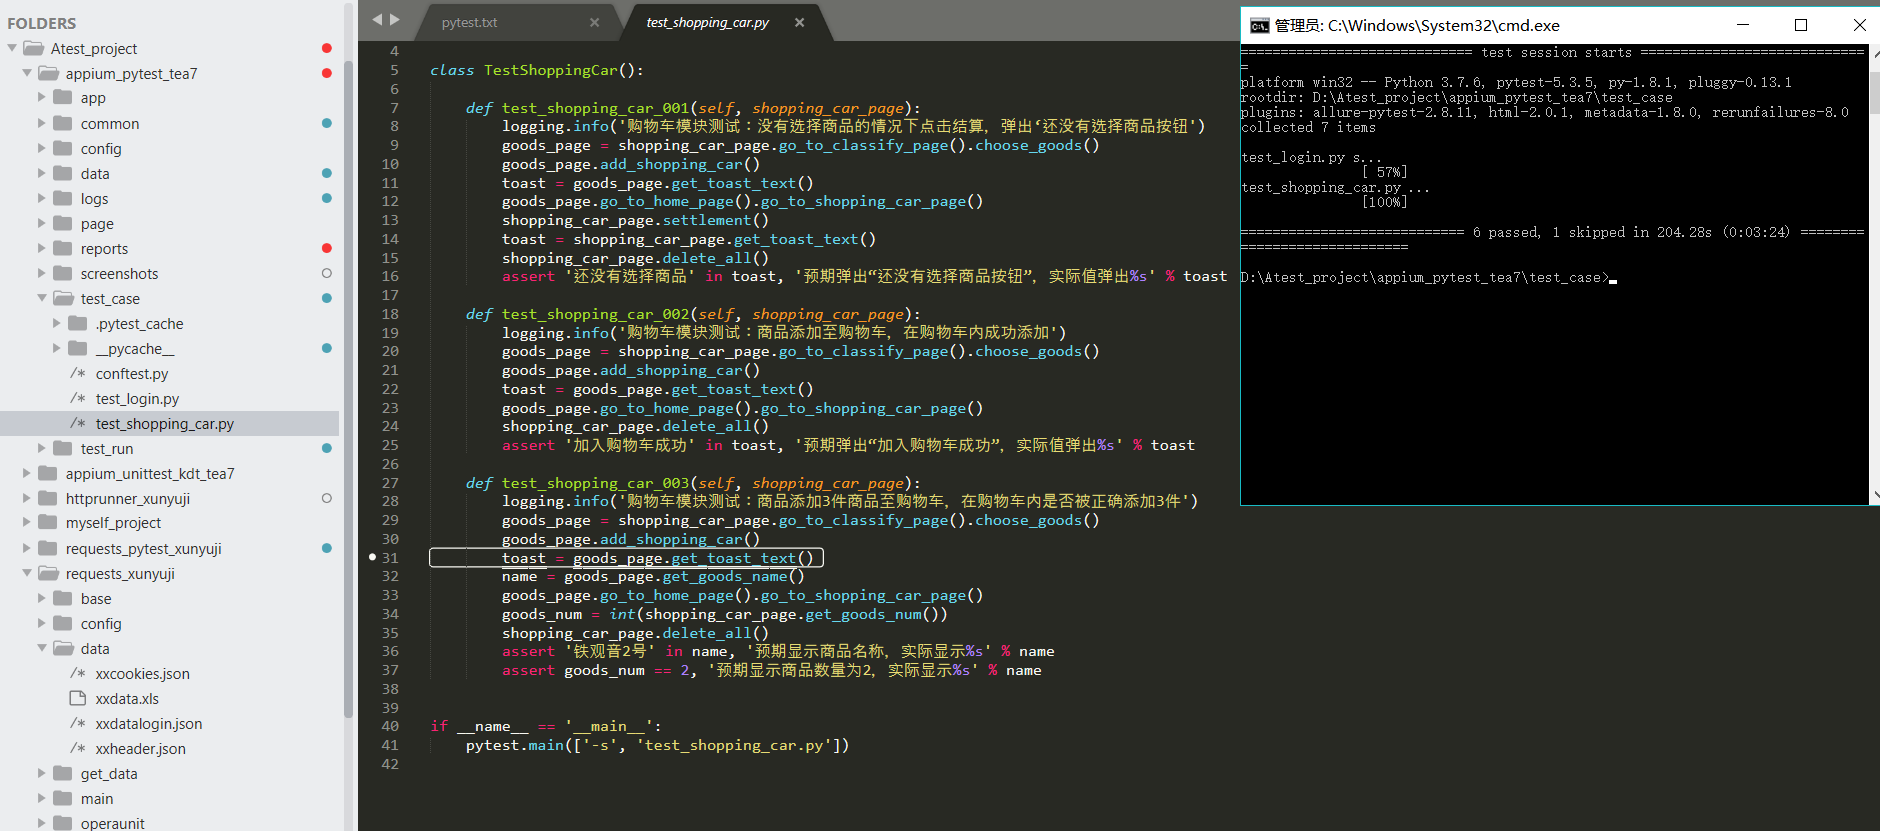 FOLDERS
Atest_project
appium_pytest_tea7
app
common
config
data
logs
page
reports
screenshots
test_case
.pytest_cache
__pycache__
/* conftest.py
/* test_login.py
/* test_shopping_car.py
test_run
appium_unittest_kdt_tea7
httprunner_xunyuji
myself_project
requests_pytest_xunyuji
requests_xunyuji
base
config
data
/* xxcookies.json
xxdata.xls
/* xxdatalogin.json
/* xxheader.json
get_data
main
operaunit
pytest.txt
test_shopping_car.py
4
5 class TestShoppingCar():
6
7 def test_shopping_car_001(self, shopping_car_page):
8 logging.info('购物车模块测试：没有选择商品的情况下点击结算，弹出‘还没有选择商品按钮')
9 goods_page = shopping_car_page.go_to_classify_page().choose_goods()
10 goods_page.add_shopping_car()
11 toast = goods_page.get_toast_text()
12 goods_page.go_to_home_page().go_to_shopping_car_page()
13 shopping_car_page.settlement()
14 toast = shopping_car_page.get_toast_text()
15 shopping_car_page.delete_all()
16 assert '还没有选择商品' in toast, '预期弹出“还没有选择商品按钮”，实际值弹出%s' % toast
17
18 def test_shopping_car_002(self, shopping_car_page):
19 logging.info('购物车模块测试：商品添加至购物车，在购物车内成功添加')
20 goods_page = shopping_car_page.go_to_classify_page().choose_goods()
21 goods_page.add_shopping_car()
22 toast = goods_page.get_toast_text()
23 goods_page.go_to_home_page().go_to_shopping_car_page()
24 shopping_car_page.delete_all()
25 assert '加入购物车成功' in toast, '预期弹出“加入购物车成功”，实际值弹出%s' % toast
26
27 def test_shopping_car_003(self, shopping_car_page):
28 logging.info('购物车模块测试：商品添加3件商品至购物车，在购物车内是否被正确添加3件')
29 goods_page = shopping_car_page.go_to_classify_page().choose_goods()
30 goods_page.add_shopping_car()
31 toast = goods_page.get_toast_text()
32 name = goods_page.get_goods_name()
33 goods_page.go_to_home_page().go_to_shopping_car_page()
34 goods_num = int(shopping_car_page.get_goods_num())
35 shopping_car_page.delete_all()
36 assert '铁观音2号' in name, '预期显示商品名称，实际显示%s' % name
37 assert goods_num == 2, '预期显示商品数量为2，实际显示%s' % name
38
39
40 if __name__ == '__main__':
41 pytest.main(['-s', 'test_shopping_car.py'])
42
管理员: C:\Windows\System32\cmd.exe
============================= test session starts =============================
=
platform win32 -- Python 3.7.6, pytest-5.3.5, py-1.8.1, pluggy-0.13.1
rootdir: D:\Atest_project\appium_pytest_tea7\test_case
plugins: allure-pytest-2.8.11, html-2.0.1, metadata-1.8.0, rerunfailures-8.0
collected 7 items
test_login.py s...
[ 57%]
test_shopping_car.py ...
[100%]
============================ 6 passed, 1 skipped in 204.28s (0:03:24) ========
=====================
D:\Atest_project\appium_pytest_tea7\test_case>